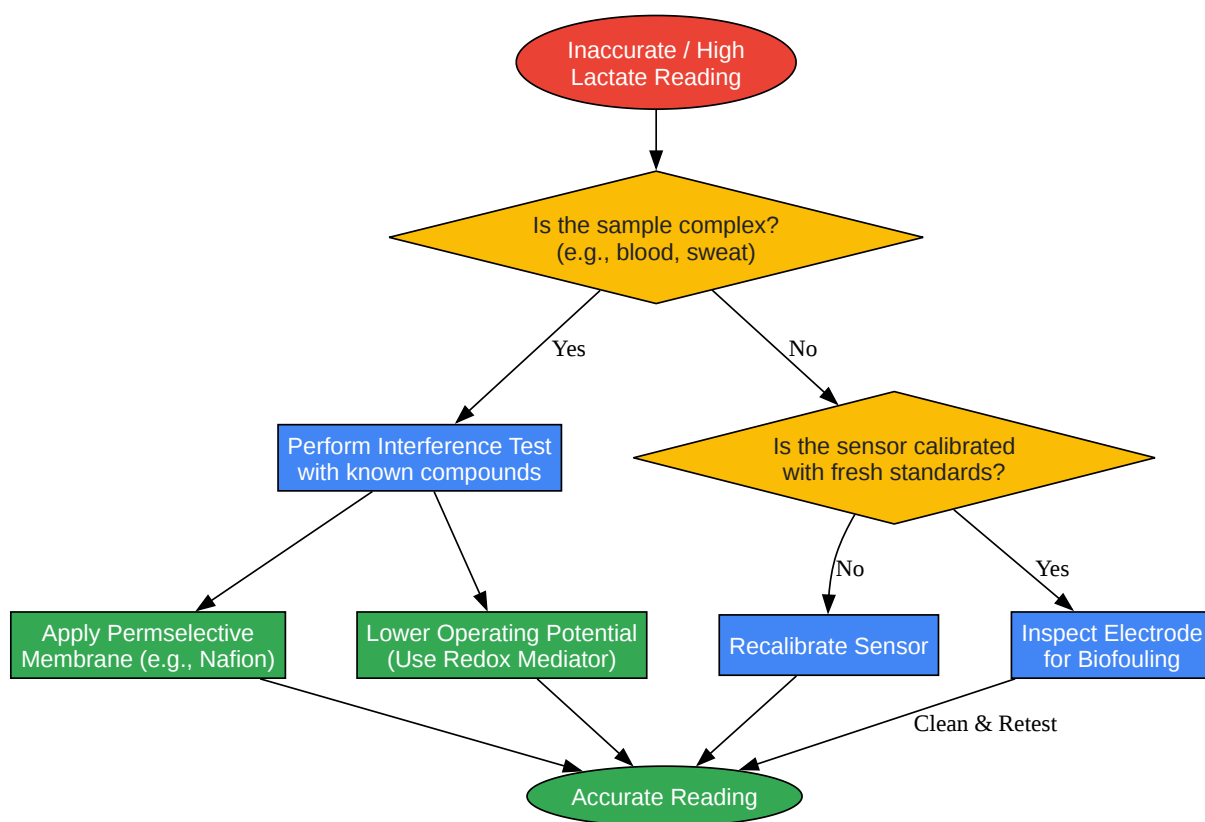 Inaccurate / High
Lactate Reading
Is the sample complex?
(e.g., blood, sweat)
Yes
No
Perform Interference Test
with known compounds
Is the sensor calibrated
with fresh standards?
No
Yes
Apply Permselective
Membrane (e.g., Nafion)
Lower Operating Potential
(Use Redox Mediator)
Recalibrate Sensor
Inspect Electrode
for Biofouling
Clean & Retest
Accurate Reading